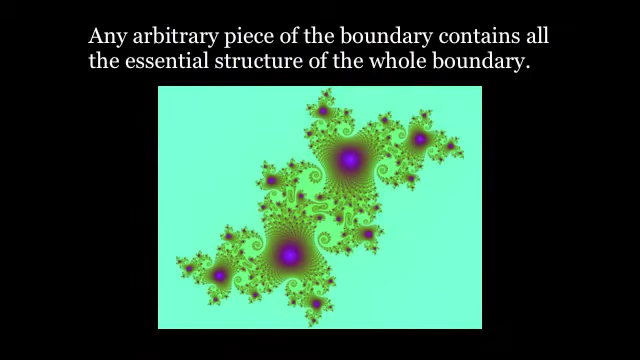 Any arbitrary piece of the boundary contains all
the essential structure of the whole boundary.